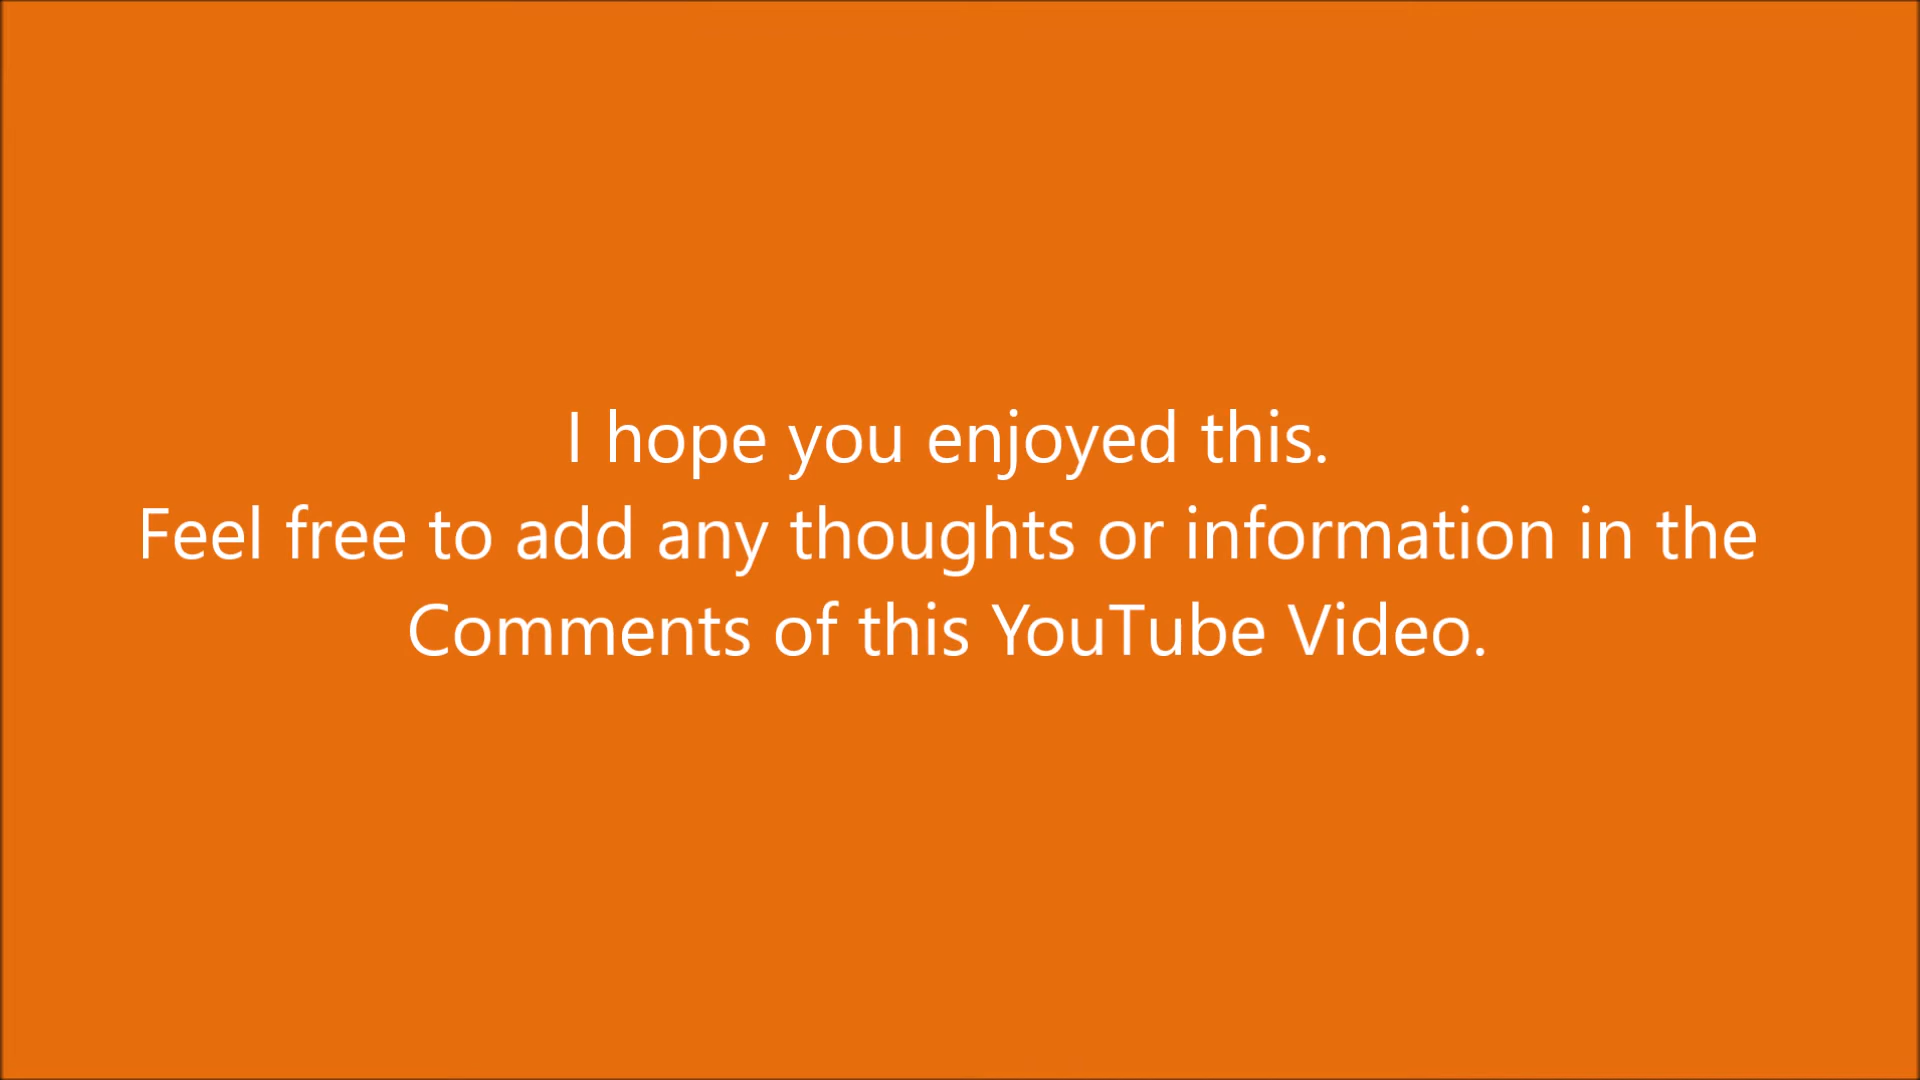 I hope you enjoyed this.
Feel free to add any thoughts or information in the
Comments of this YouTube Video.